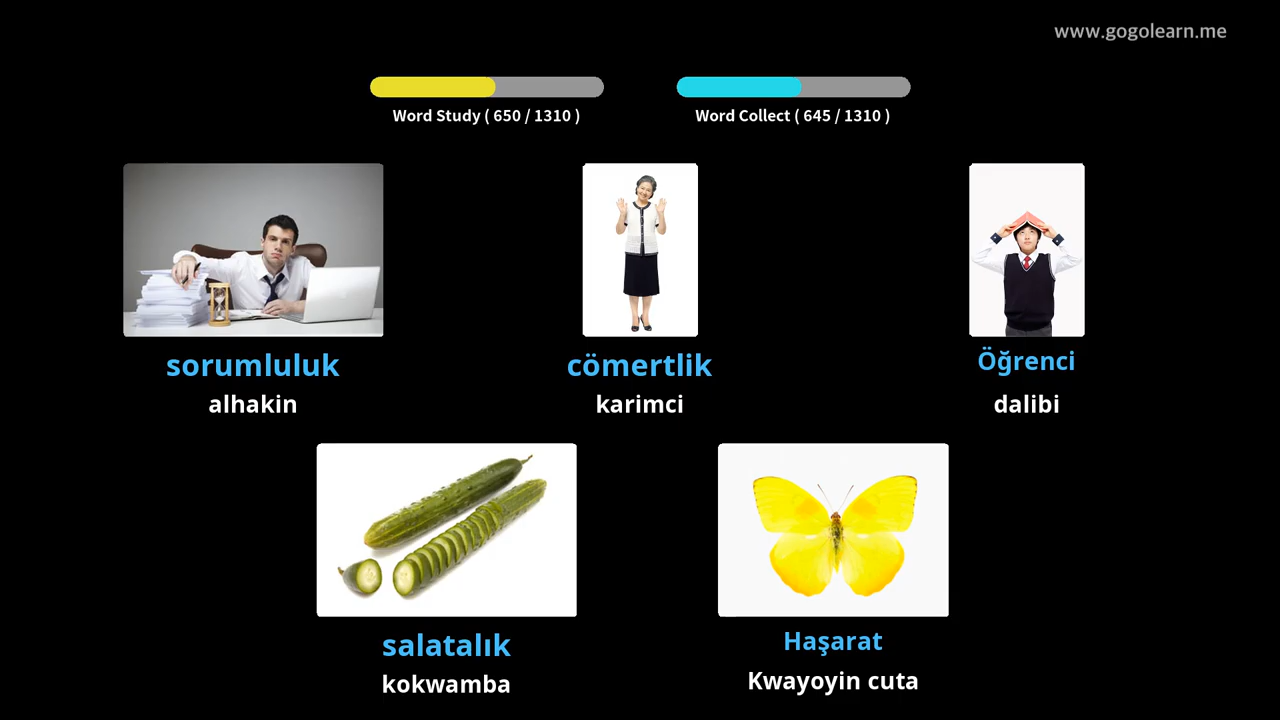 www.gogolearn.me
Word Study ( 650 / 1310 )
Word Collect ( 645 / 1310 )
sorumluluk
alhakin
cömertlik
karimci
Öğrenci
dalibi
salatalık
kokwamba
Haşarat
Kwayoyin cuta